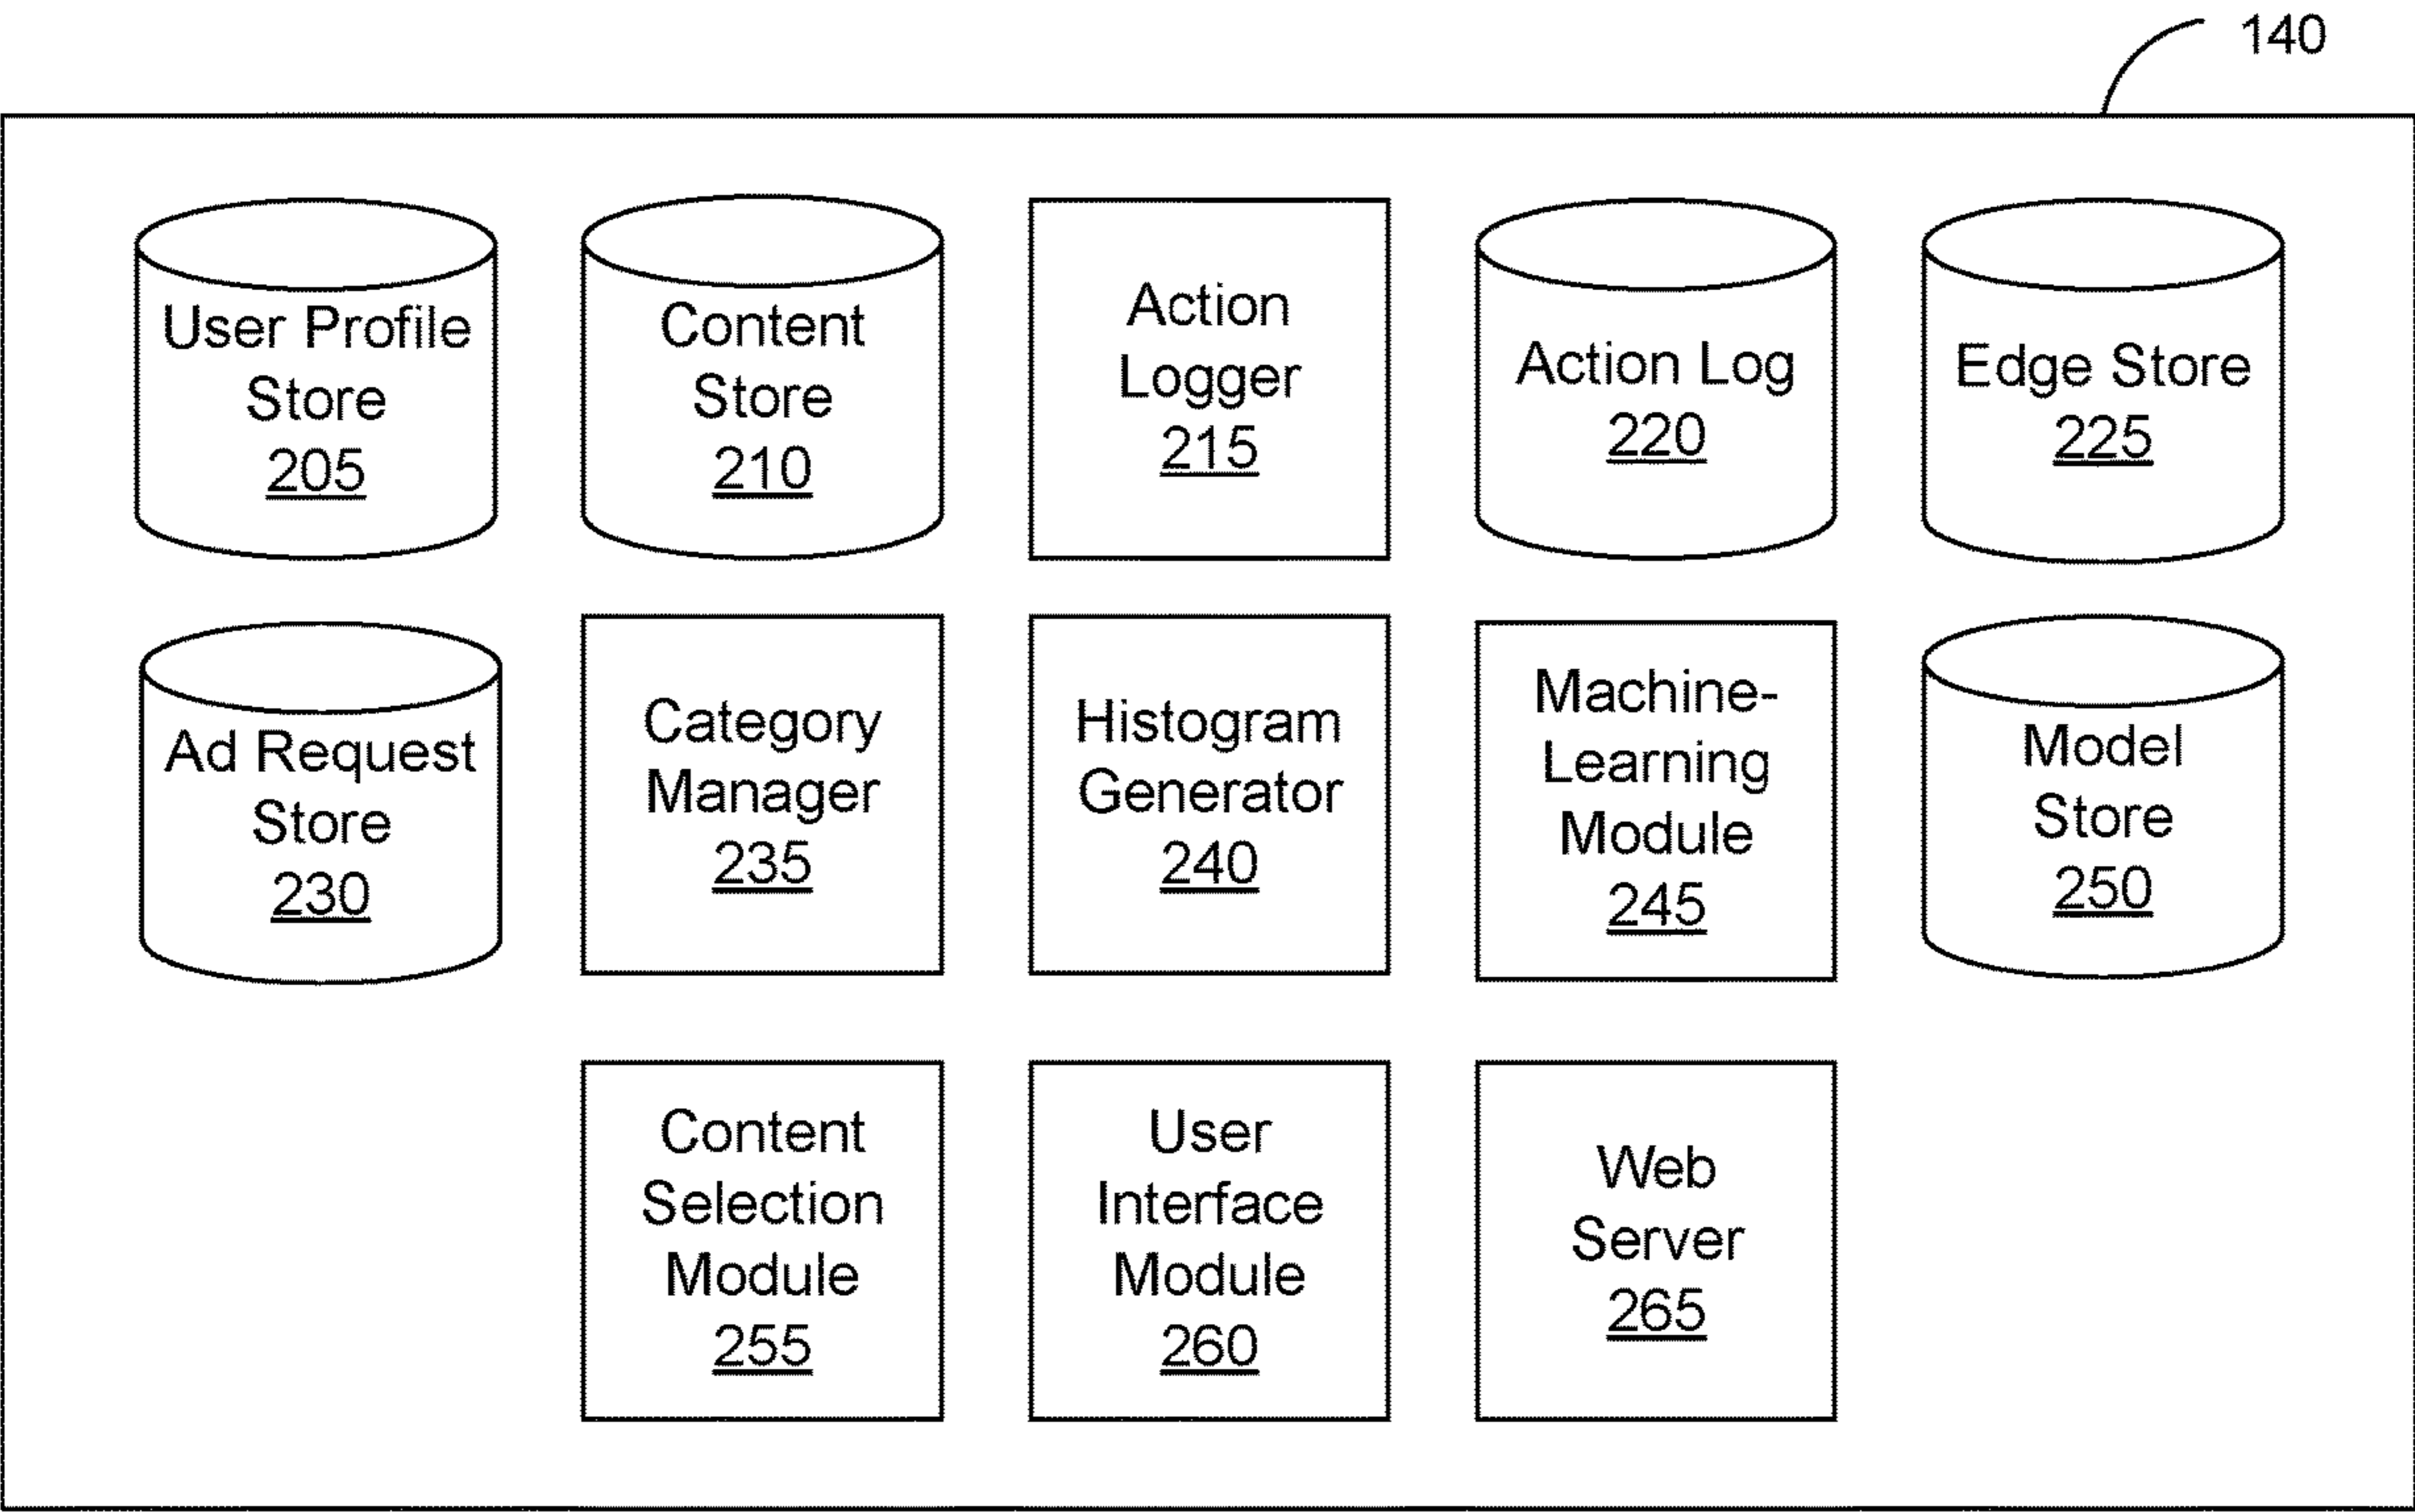 140
User Profile
Store
205
Content
Store
210
Action
Logger
215
Action Log
220
Edge Store
225
Ad Request
Store
230
Category
Manager
235
Histogram
Generator
240
Machine-
Learning
Module
245
Model
Store
250
Content
Selection
Module
255
User
Interface
Module
260
Web
Server
265